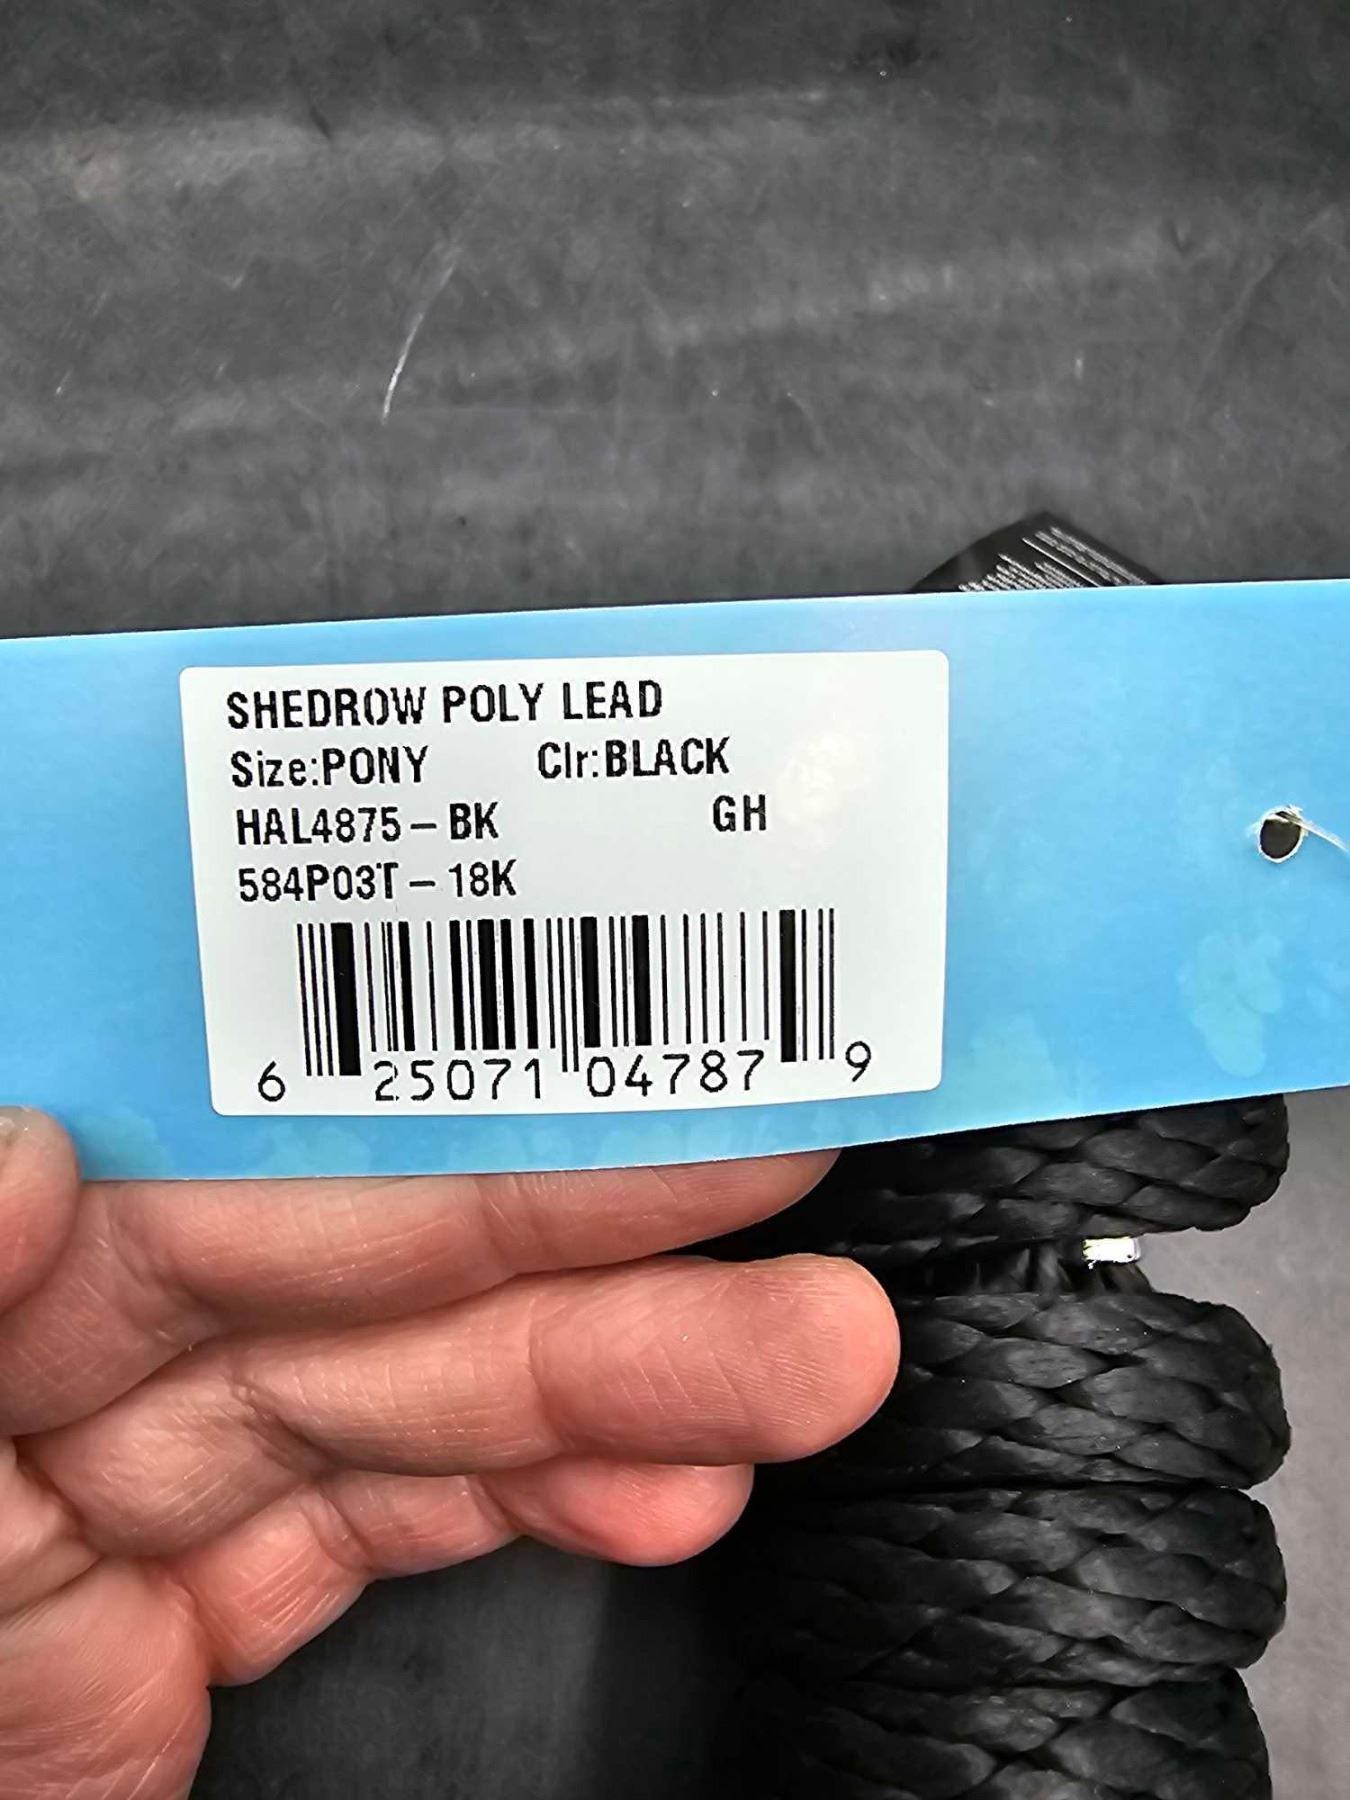 SHEDROW POLY LEAD
Size:PONY Clr:BLACK
HAL4875-BK GH
584P03T-18K
6 25071 04787 9